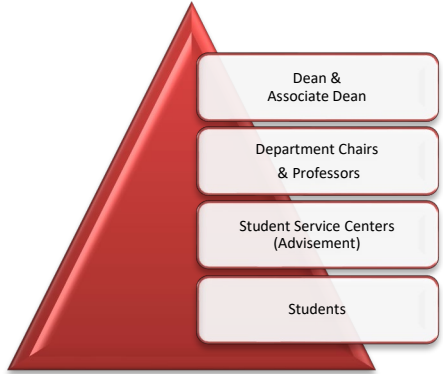 Dean &
Associate Dean
Department Chairs
& Professors
Student Service Centers
(Advisement)
Students